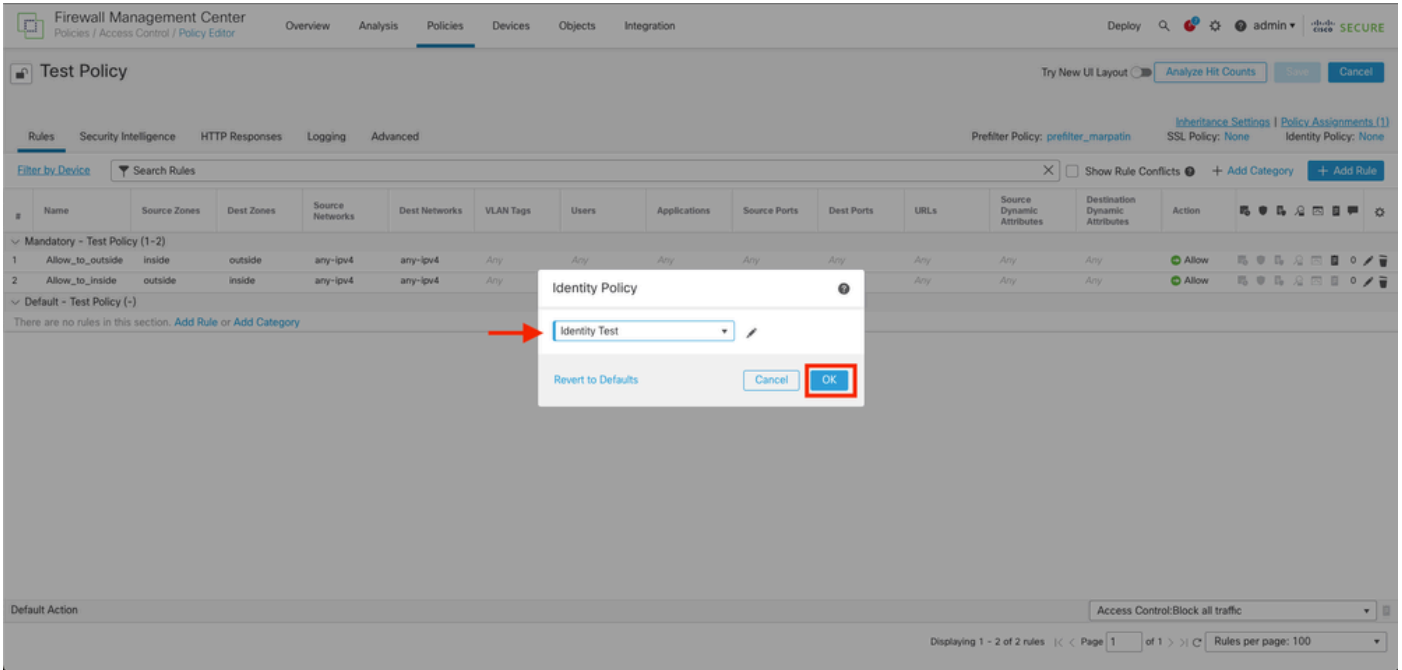 Firewall Management Center
Policies / Access Control / Policy Editor
Overview Analysis Policies Devices Objects Integration
Deploy admin SECURE
Test Policy
Try New UI Layout Analyze Hit Counts Save Cancel
Inheritance Settings | Policy Assignments (1)
Rules Security Intelligence HTTP Responses Logging Advanced
Prefilter Policy: prefilter_marpatin SSL Policy: None Identity Policy: None
Filter by Device Search Rules Show Rule Conflicts + Add Category + Add Rule
# Name Source Zones Dest Zones Source Networks Dest Networks VLAN Tags Users Applications Source Ports Dest Ports URLs Source Dynamic Attributes Destination Dynamic Attributes Action
Mandatory - Test Policy (1-2)
1 Allow_to_outside inside outside any-ipv4 any-ipv4 Any Any Any Any Any Any Any Any Allow 0
2 Allow_to_inside outside inside any-ipv4 any-ipv4 Any Any Any Any Allow 0
Default - Test Policy (-)
There are no rules in this section. Add Rule or Add Category
Identity Policy
Identity Test
Revert to Defaults Cancel OK
Default Action Access Control:Block all traffic
Displaying 1 - 2 of 2 rules Page 1 of 1 Rules per page: 100